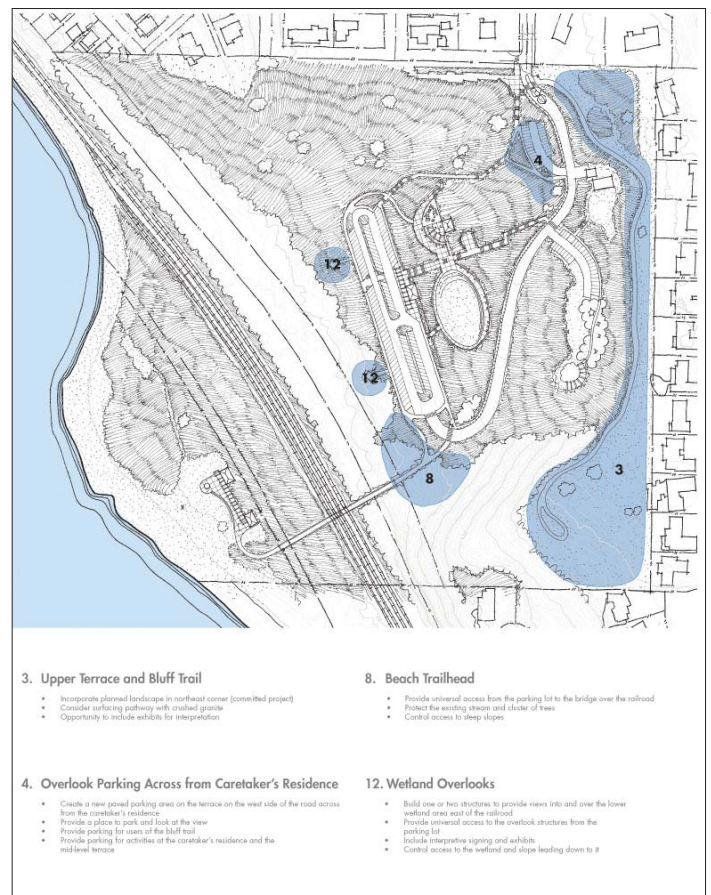 4
12
12
3
8
3. Upper Terrace and Bluff Trail
• Incorporate planned landscape in northeast corner (committed project)
• Consider surfacing pathway with crushed granite
• Opportunity to include exhibits for interpretation
8. Beach Trailhead
• Provide universal access from the parking lot to the bridge over the railroad
• Protect the existing stream and cluster of trees
• Control access to steep slopes
4. Overlook Parking Across from Caretaker's Residence
• Create a new paved parking area on the terrace on the west side of the road across
from the caretaker's residence
• Provide a place to park and look at the view
• Provide parking for users of the bluff trail
• Provide parking for activities at the caretaker's residence and the
mid-level terrace
12. Wetland Overlooks
• Build one or two structures to provide views into and over the lower
wetland area east of the railroad
• Provide universal access to the overlook structures from the
parking lot
• Include interpretive signing and exhibits
• Control access to the wetland and slope leading down to it